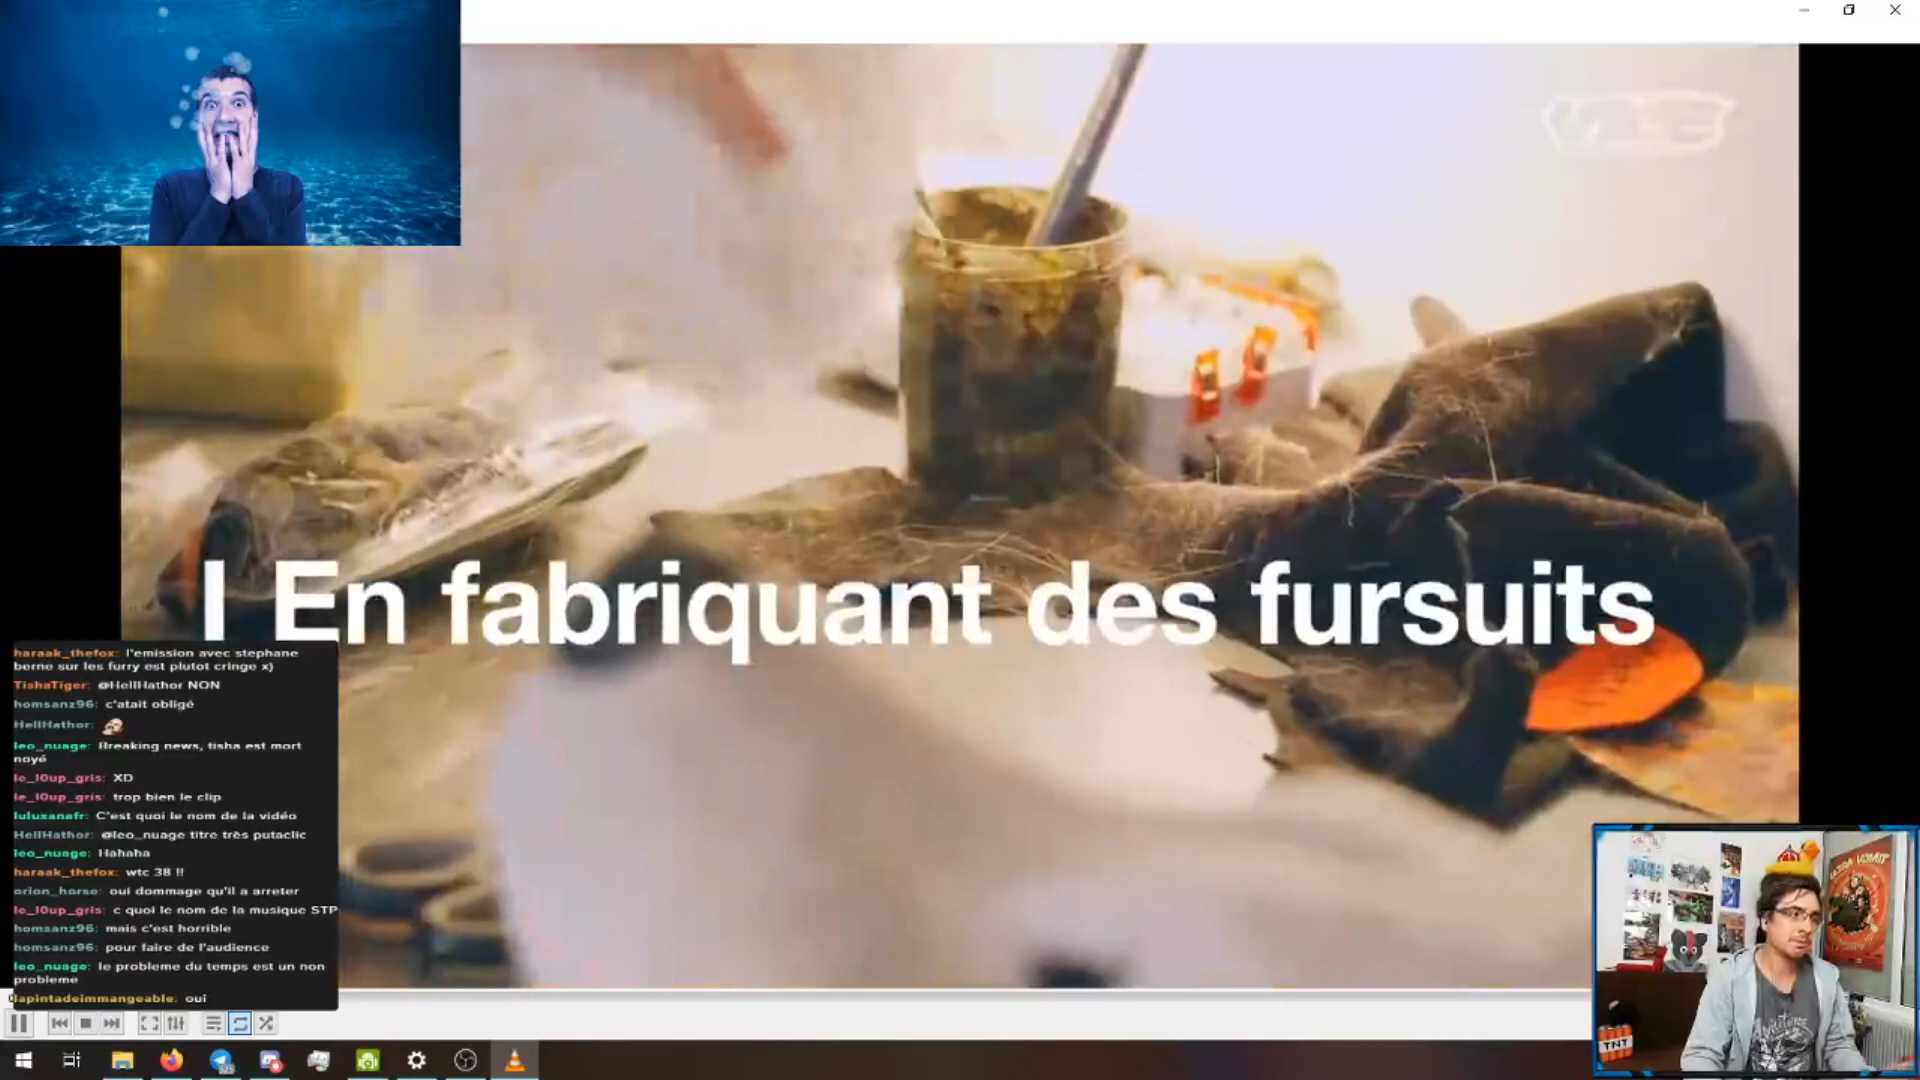 VICE
I En fabriquant des fursuits
haraak_thefox: l'emission avec stephane
berne sur les furry est plutot cringe x)
TishaTiger: @HellHathor NON
homsanz96: c'atait obligé
HellHathor:
leo_nuage: Breaking news, tisha est mort
noyé
le_l0up_gris: XD
le_l0up_gris: trop bien le clip
luluxanafr: C'est quoi le nom de la vidéo
HellHathor: @leo_nuage titre très putaclic
leo_nuage: Hahaha
haraak_thefox: wtc 38 !!
orion_horse: oui dommage qu'il a arreter
le_l0up_gris: c quoi le nom de la musique STP
homsanz96: mais c'est horrible
homsanz96: pour faire de l'audience
leo_nuage: le probleme du temps est un non
probleme
lapintadeimmangeable: oui
ULTRA VOMIT
TNT